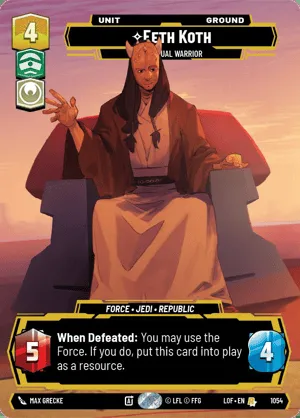 UNIT
GROUND
4
✧EETH KOTH
UAL WARRIOR
FORCE • JEDI • REPUBLIC
5
When Defeated: You may use the
Force. If you do, put this card into play
as a resource.
4
MAX GRECKE
© LFL © FFG
LOF • EN
1054